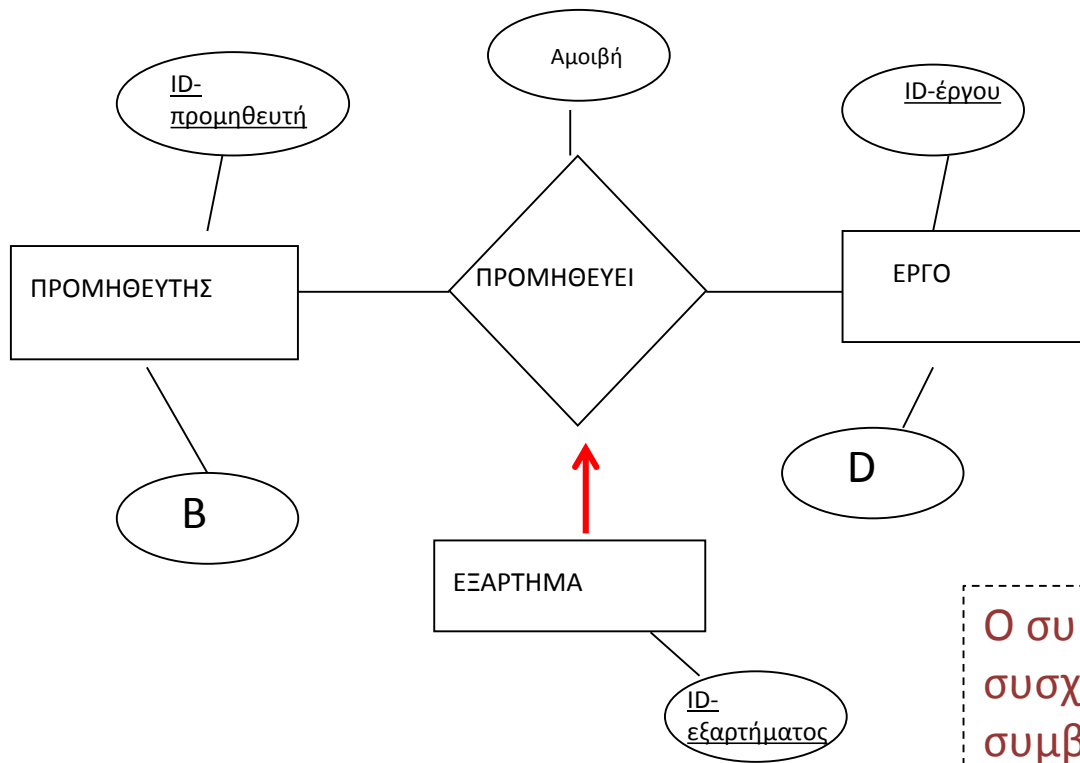 Αμοιβή
ID-
προμηθευτή
ID-έργου
ΠΡΟΜΗΘΕΥΤΗΣ
ΠΡΟΜΗΘΕΥΕΙ
ΕΡΓΟ
B
D
ΕΞΑΡΤΗΜΑ
ID-
εξαρτήματος
Ο συ
συσχ
συμβ